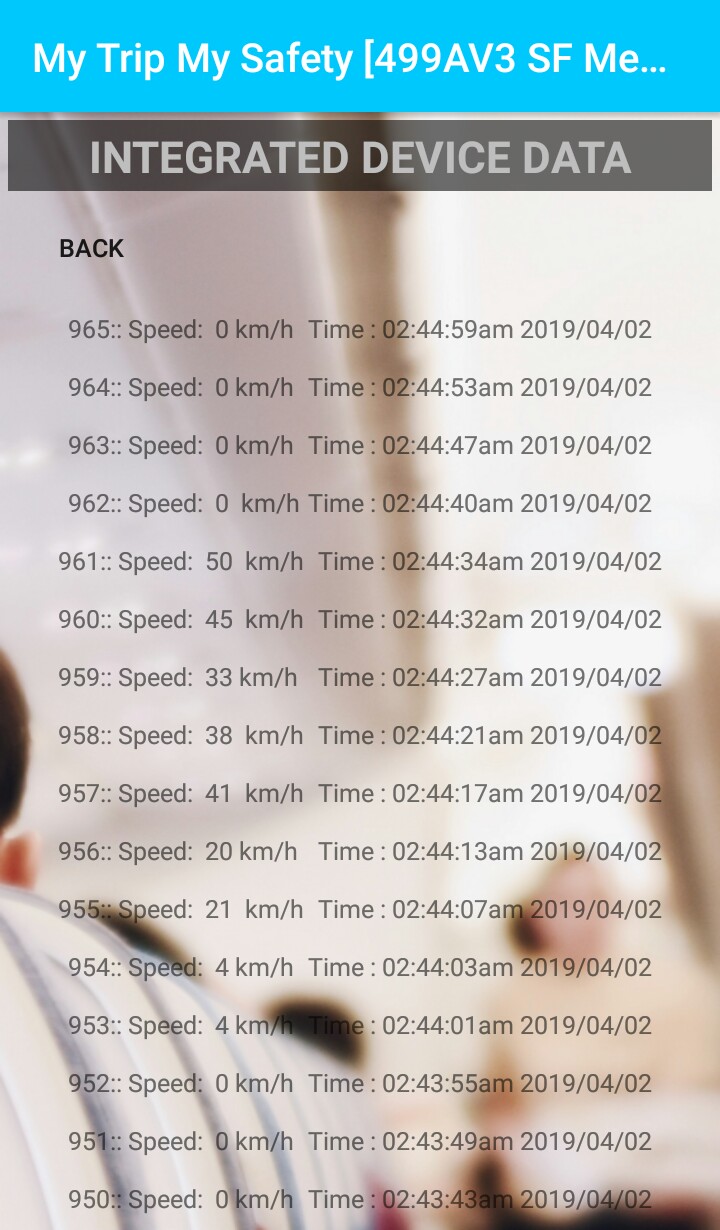 My Trip My Safety [499AV3 SF Me...
INTEGRATED DEVICE DATA
BACK
965:: Speed: 0 km/h Time : 02:44:59am 2019/04/02
964:: Speed: 0 km/h Time : 02:44:53am 2019/04/02
963:: Speed: 0 km/h Time : 02:44:47am 2019/04/02
962:: Speed: 0 km/h Time : 02:44:40am 2019/04/02
961:: Speed: 50 km/h Time : 02:44:34am 2019/04/02
960:: Speed: 45 km/h Time : 02:44:32am 2019/04/02
959:: Speed: 33 km/h Time : 02:44:27am 2019/04/02
958:: Speed: 38 km/h Time : 02:44:21am 2019/04/02
957:: Speed: 41 km/h Time : 02:44:17am 2019/04/02
956:: Speed: 20 km/h Time : 02:44:13am 2019/04/02
955:: Speed: 21 km/h Time : 02:44:07am 2019/04/02
954:: Speed: 4 km/h Time : 02:44:03am 2019/04/02
953:: Speed: 4 km/h Time : 02:44:01am 2019/04/02
952:: Speed: 0 km/h Time : 02:43:55am 2019/04/02
951:: Speed: 0 km/h Time : 02:43:49am 2019/04/02
950:: Speed: 0 km/h Time : 02:43:43am 2019/04/02